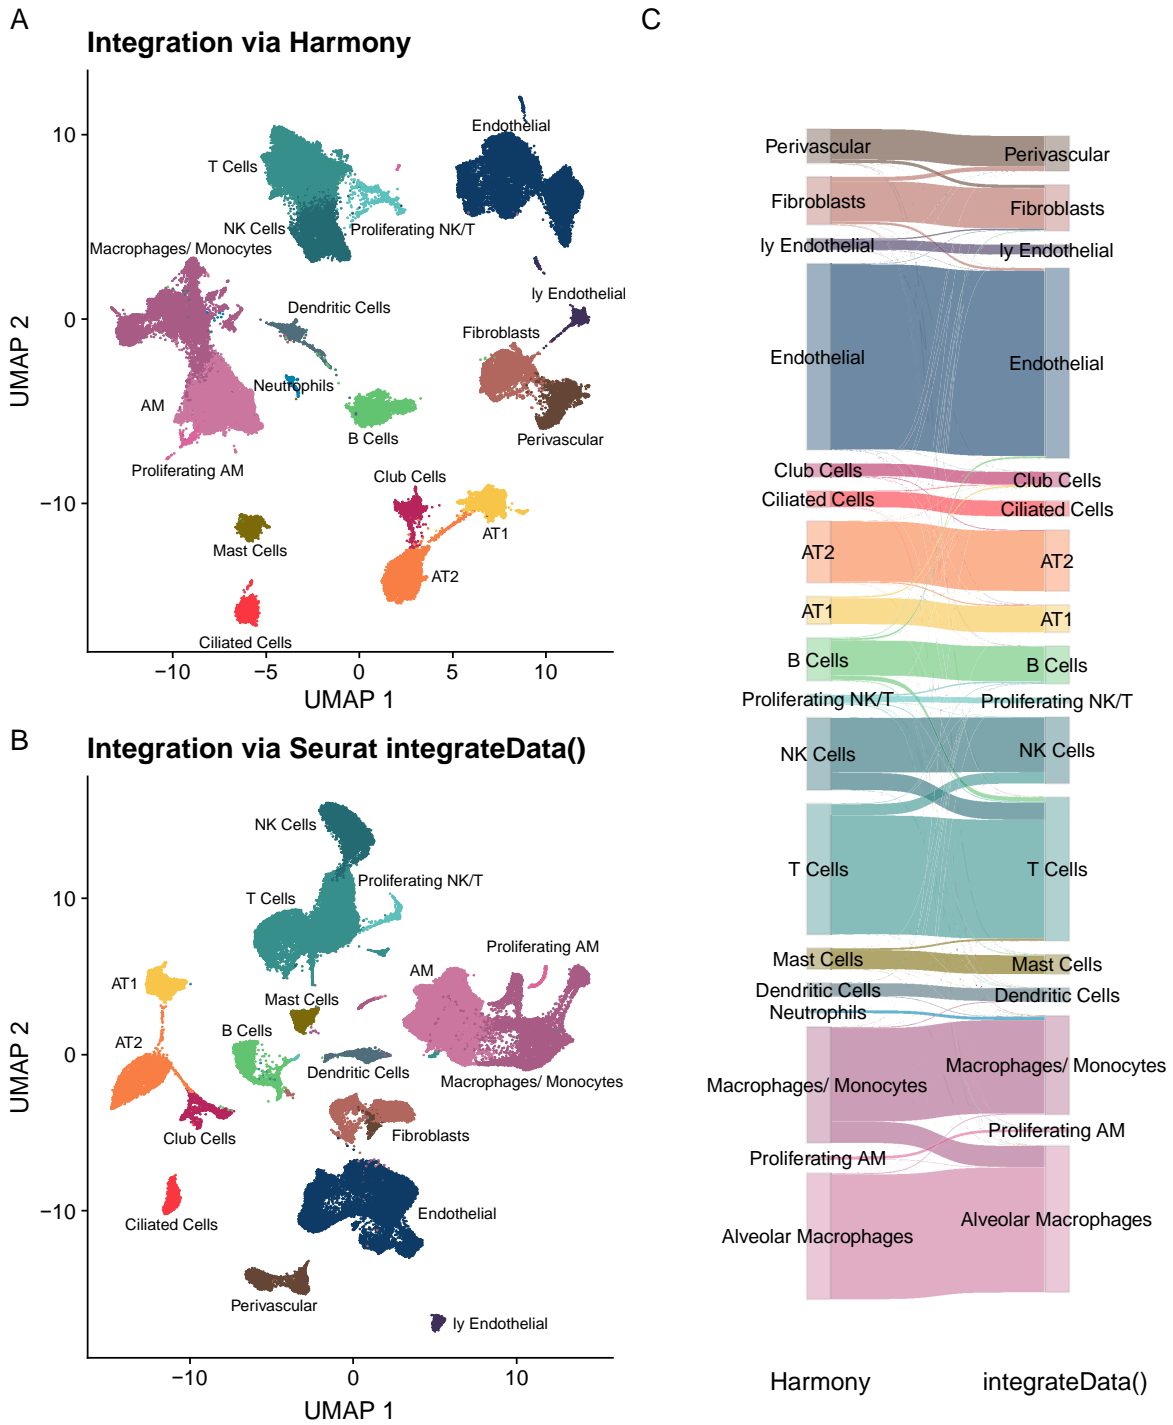 A
Integration via Harmony
UMAP 2
10
0
−10
Endothelial
T Cells
NK Cells
Proliferating NK/T
Macrophages/ Monocytes
ly Endothelial
Dendritic Cells
Fibroblasts
Neutrophils
AM
B Cells
Perivascular
Proliferating AM
Club Cells
AT1
Mast Cells
AT2
Ciliated Cells
−10
−5
0
5
10
UMAP 1
B
Integration via Seurat integrateData()
UMAP 2
10
0
−10
NK Cells
Proliferating NK/T
T Cells
Proliferating AM
AM
AT1
Mast Cells
B Cells
AT2
Dendritic Cells
Macrophages/ Monocytes
Club Cells
Fibroblasts
Ciliated Cells
Endothelial
Perivascular
ly Endothelial
−10
0
10
UMAP 1
C
Perivascular
Fibroblasts
ly Endothelial
Endothelial
Club Cells
Ciliated Cells
AT2
AT1
B Cells
Proliferating NK/T
NK Cells
T Cells
Mast Cells
Dendritic Cells
Neutrophils
Macrophages/ Monocytes
Proliferating AM
Alveolar Macrophages
Harmony
Perivascular
Fibroblasts
ly Endothelial
Endothelial
Club Cells
Ciliated Cells
AT2
AT1
B Cells
Proliferating NK/T
NK Cells
T Cells
Mast Cells
Dendritic Cells
Macrophages/ Monocytes
Proliferating AM
Alveolar Macrophages
integrateData()